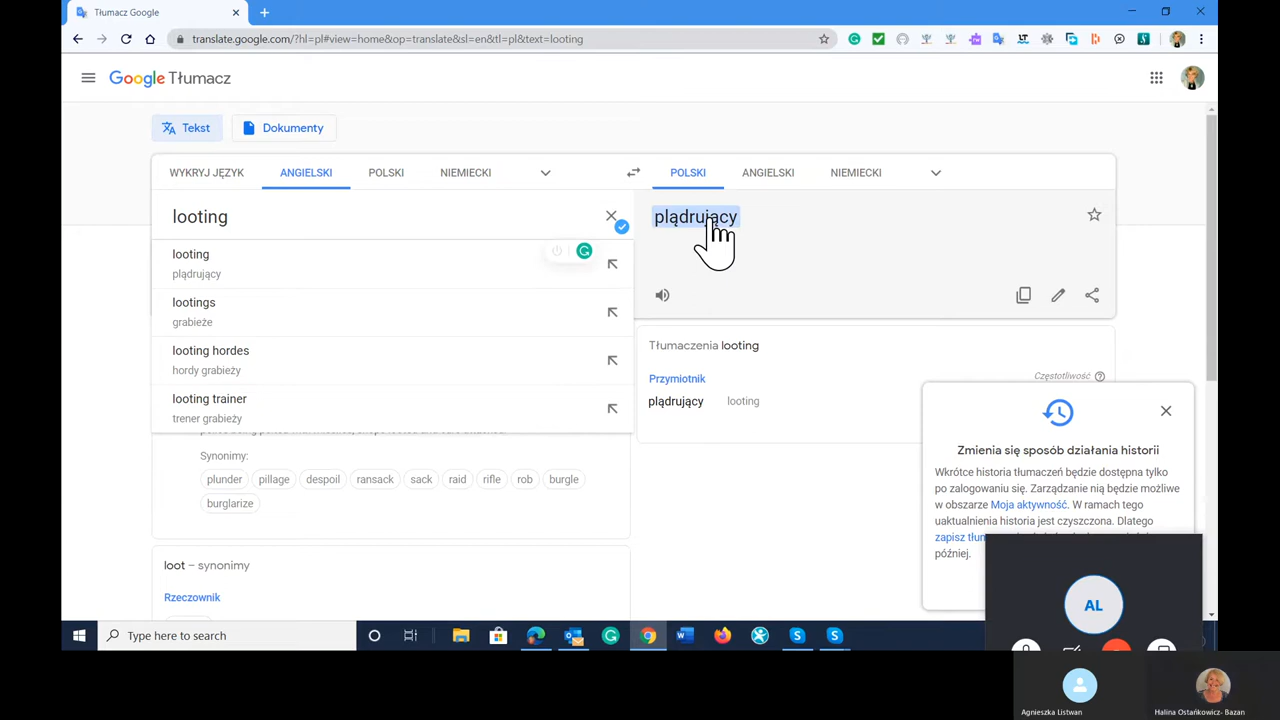 Tłumacz Google
translate.google.com/?hl=pl#view=home&op=translate&sl=en&tl=pl&text=looting
Google Tłumacz
Tekst
Dokumenty
WYKRYJ JĘZYK ANGIELSKI POLSKI NIEMIECKI
POLSKI ANGIELSKI NIEMIECKI
looting
plądrujący
looting
plądrujący
lootings
grabieże
looting hordes
hordy grabieży
looting trainer
trener grabieży
Synonimy:
plunder pillage despoil ransack sack raid rifle rob burgle
burglarize
loot – synonimy
Rzeczownik
Tłumaczenia looting
Przymiotnik
Częstotliwość
plądrujący looting
Zmienia się sposób działania historii
Wkrótce historia tłumaczeń będzie dostępna tylko
po zalogowaniu się. Zarządzanie nią będzie możliwe
w obszarze Moja aktywność. W ramach tego
uaktualnienia historia jest czyszczona. Dlatego
zapisz
później.
AL
Type here to search
Agnieszka Listwan
Halina Ostańkowicz- Bazan